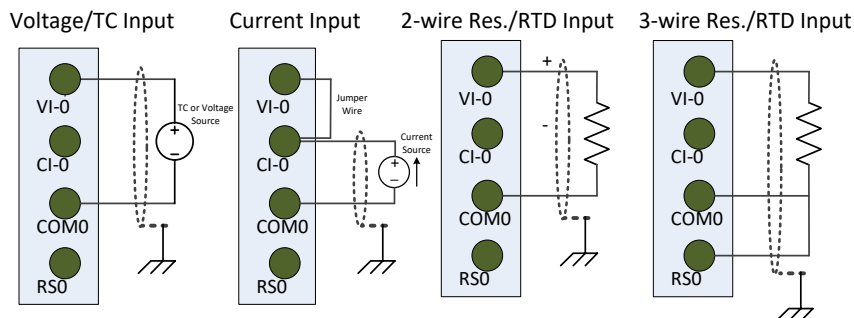 Voltage/TC Input
Current Input
2-wire Res./RTD Input
3-wire Res./RTD Input
VI-0
CI-0
COM0
RS0
TC or Voltage
Source
+
−
VI-0
CI-0
COM0
RS0
Jumper
Wire
Current
Source
+
−
VI-0
CI-0
COM0
RS0
+
-
VI-0
CI-0
COM0
RS0